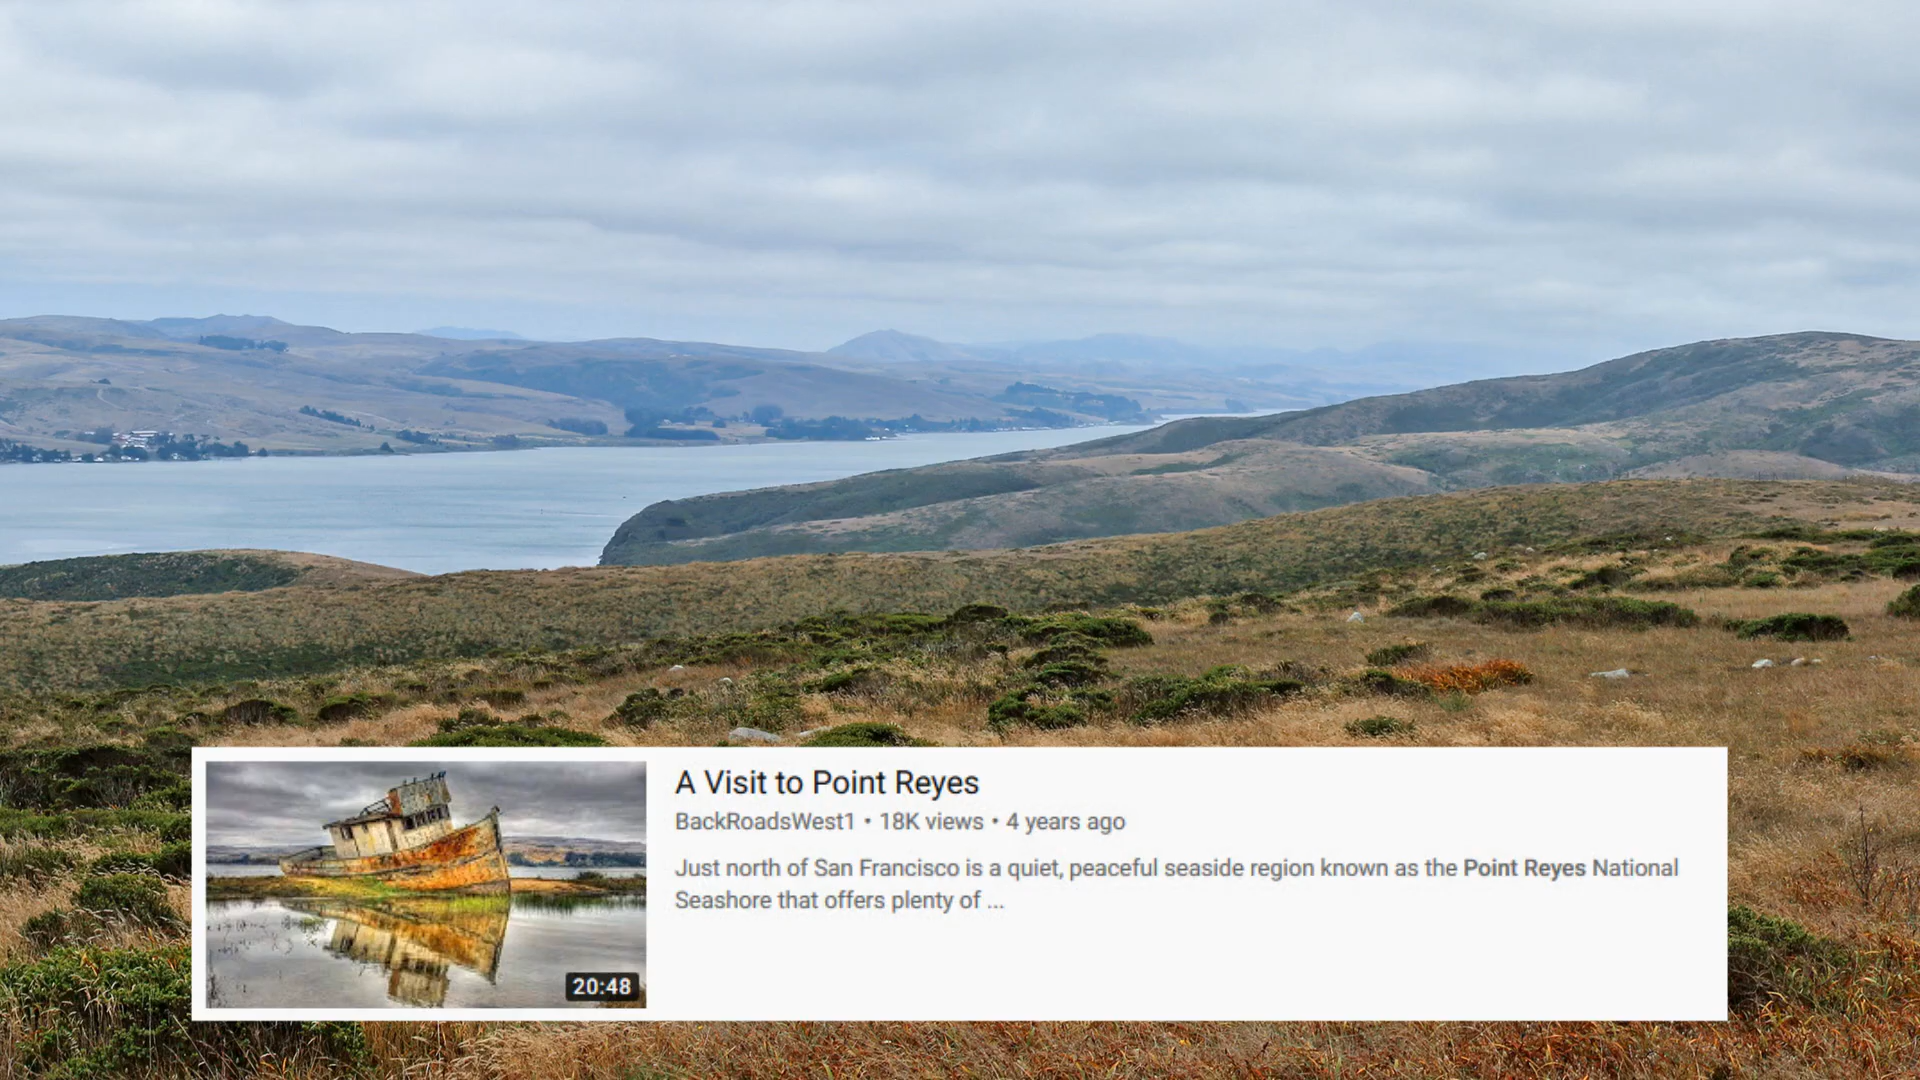 A Visit to Point Reyes
BackRoadsWest1 • 18K views • 4 years ago
Just north of San Francisco is a quiet, peaceful seaside region known as the Point Reyes National
Seashore that offers plenty of ...
20:48